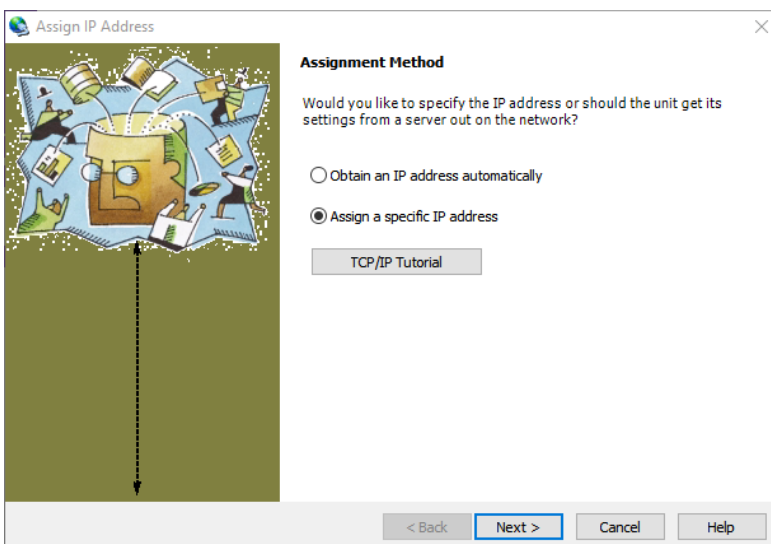 Assign IP Address
Assignment Method
Would you like to specify the IP address or should the unit get its
settings from a server out on the network?
Obtain an IP address automatically
Assign a specific IP address
TCP/IP Tutorial
< Back
Next >
Cancel
Help